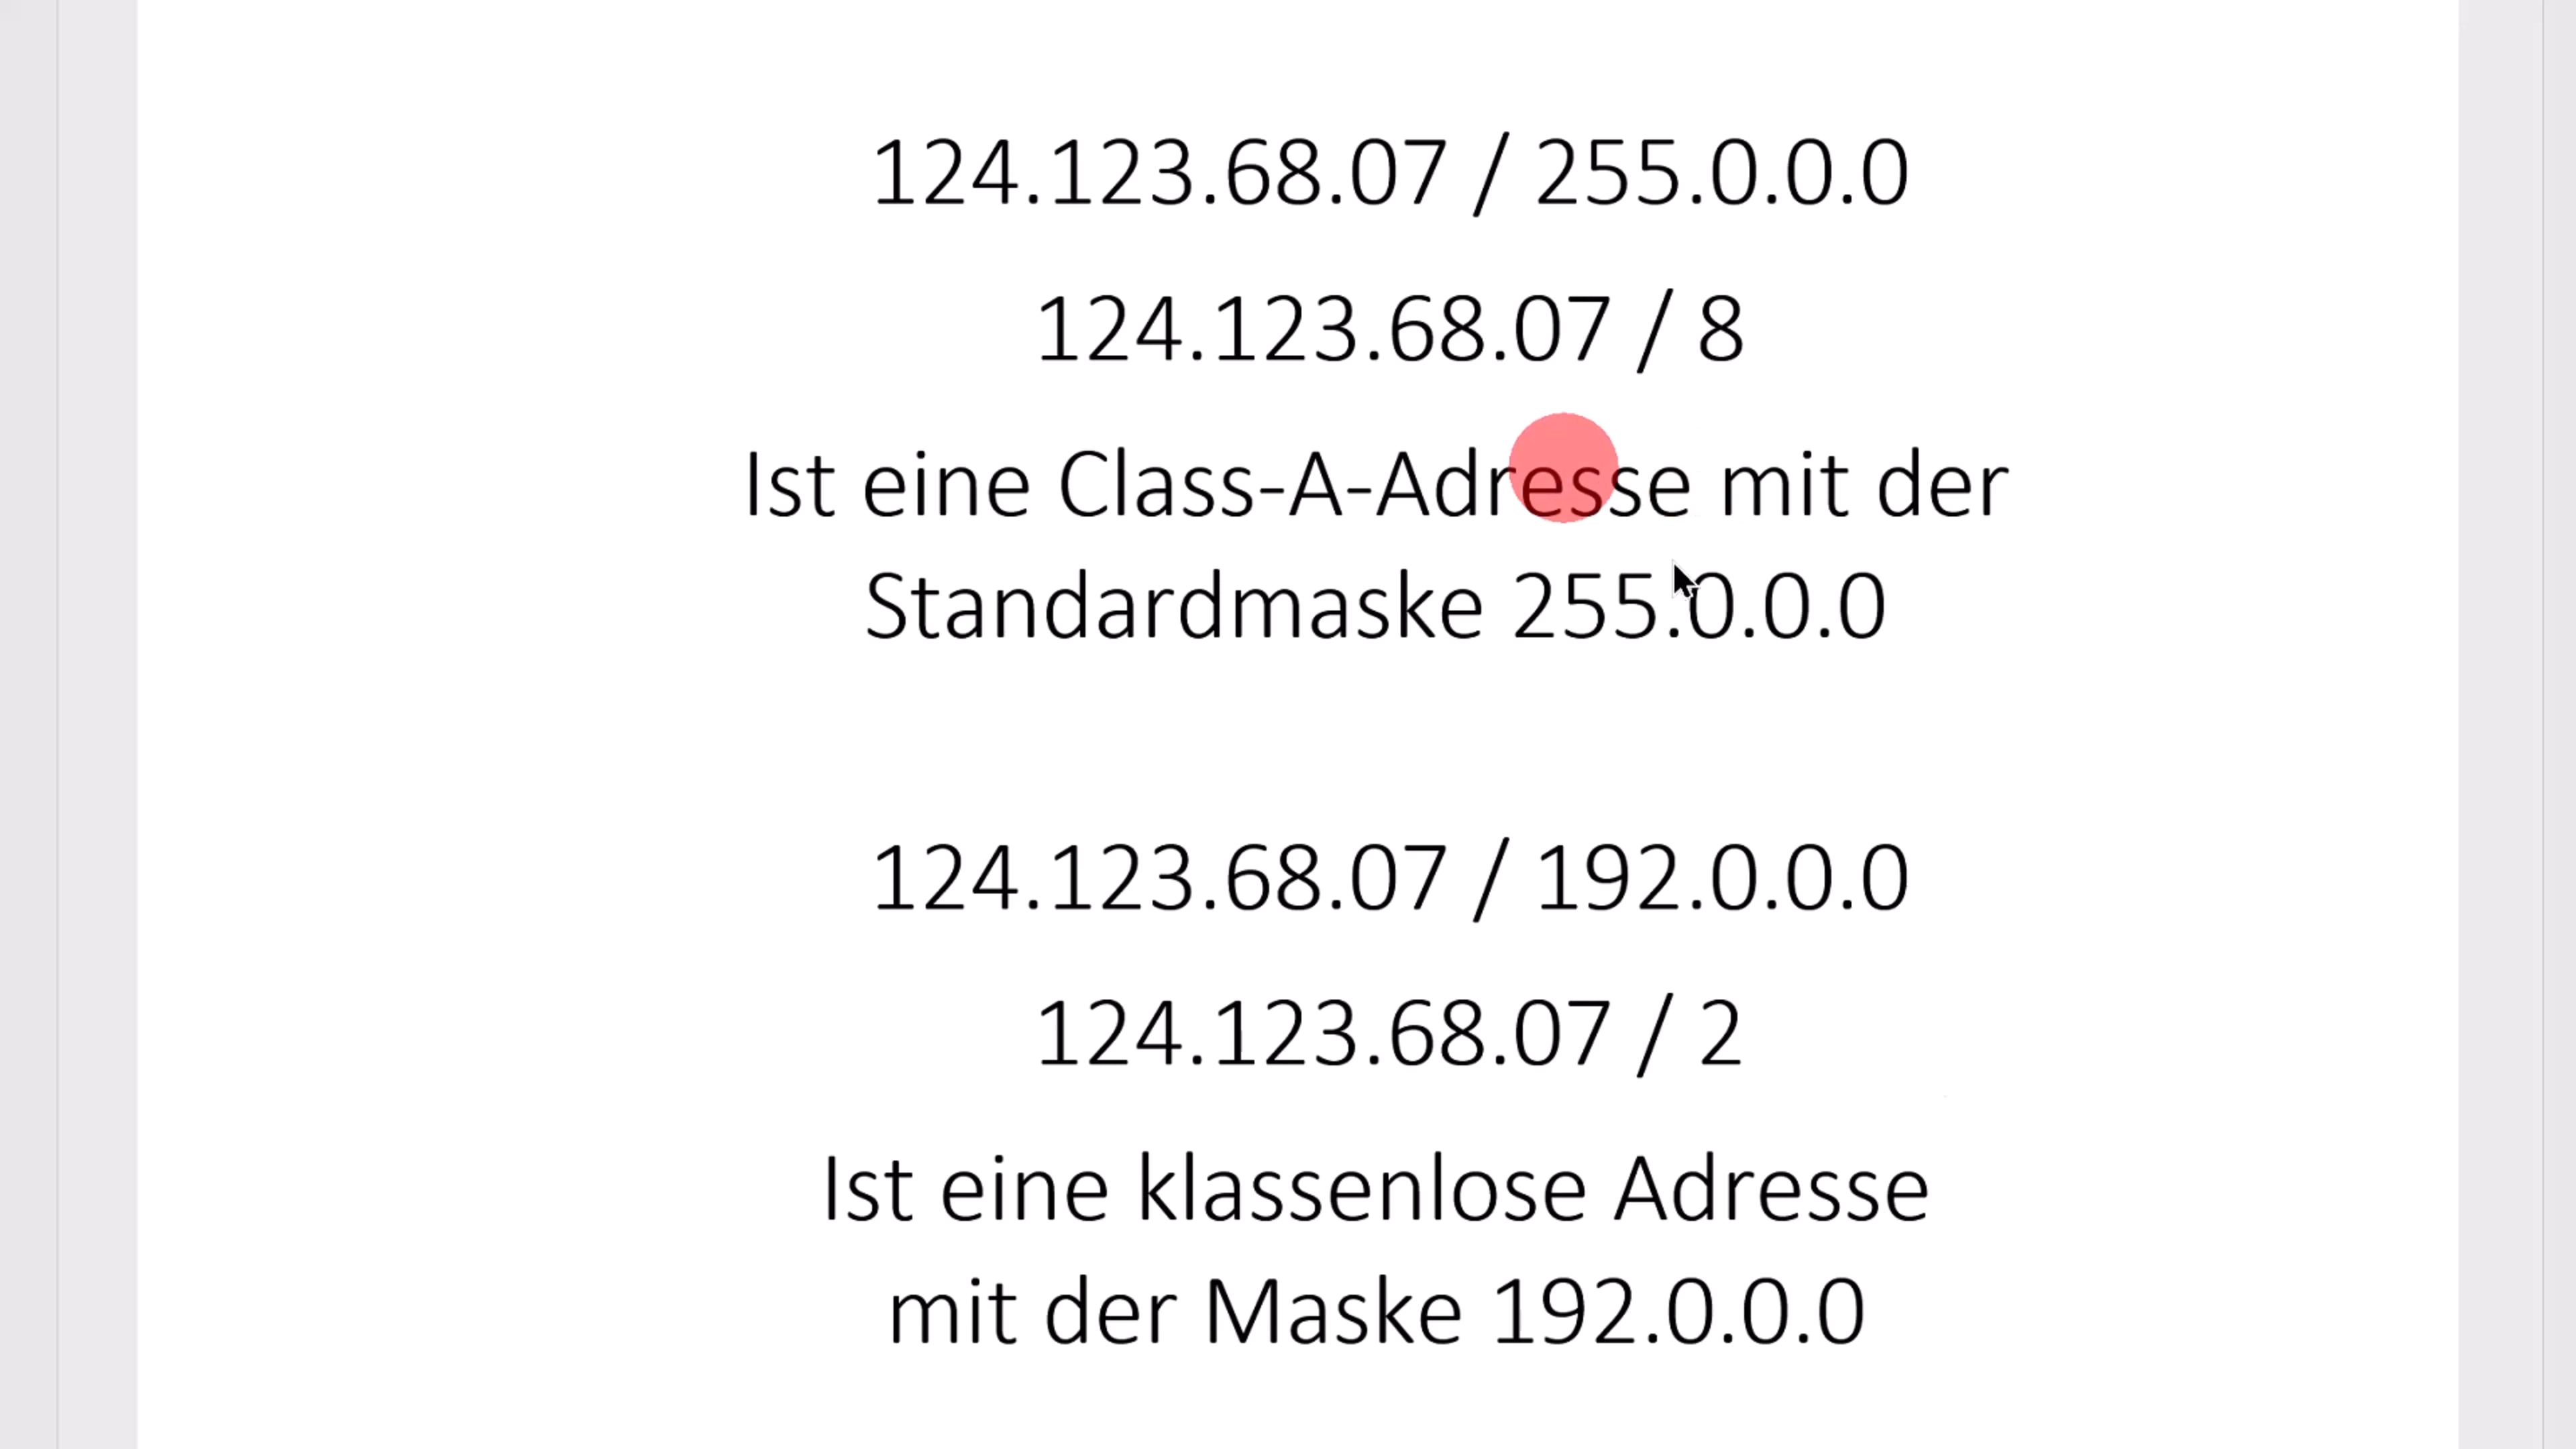 124.123.68.07 / 255.0.0.0
124.123.68.07 / 8
Ist eine Class-A-Adresse mit der
Standardmaske 255.0.0.0
124.123.68.07 / 192.0.0.0
124.123.68.07 / 2
Ist eine klassenlose Adresse
mit der Maske 192.0.0.0